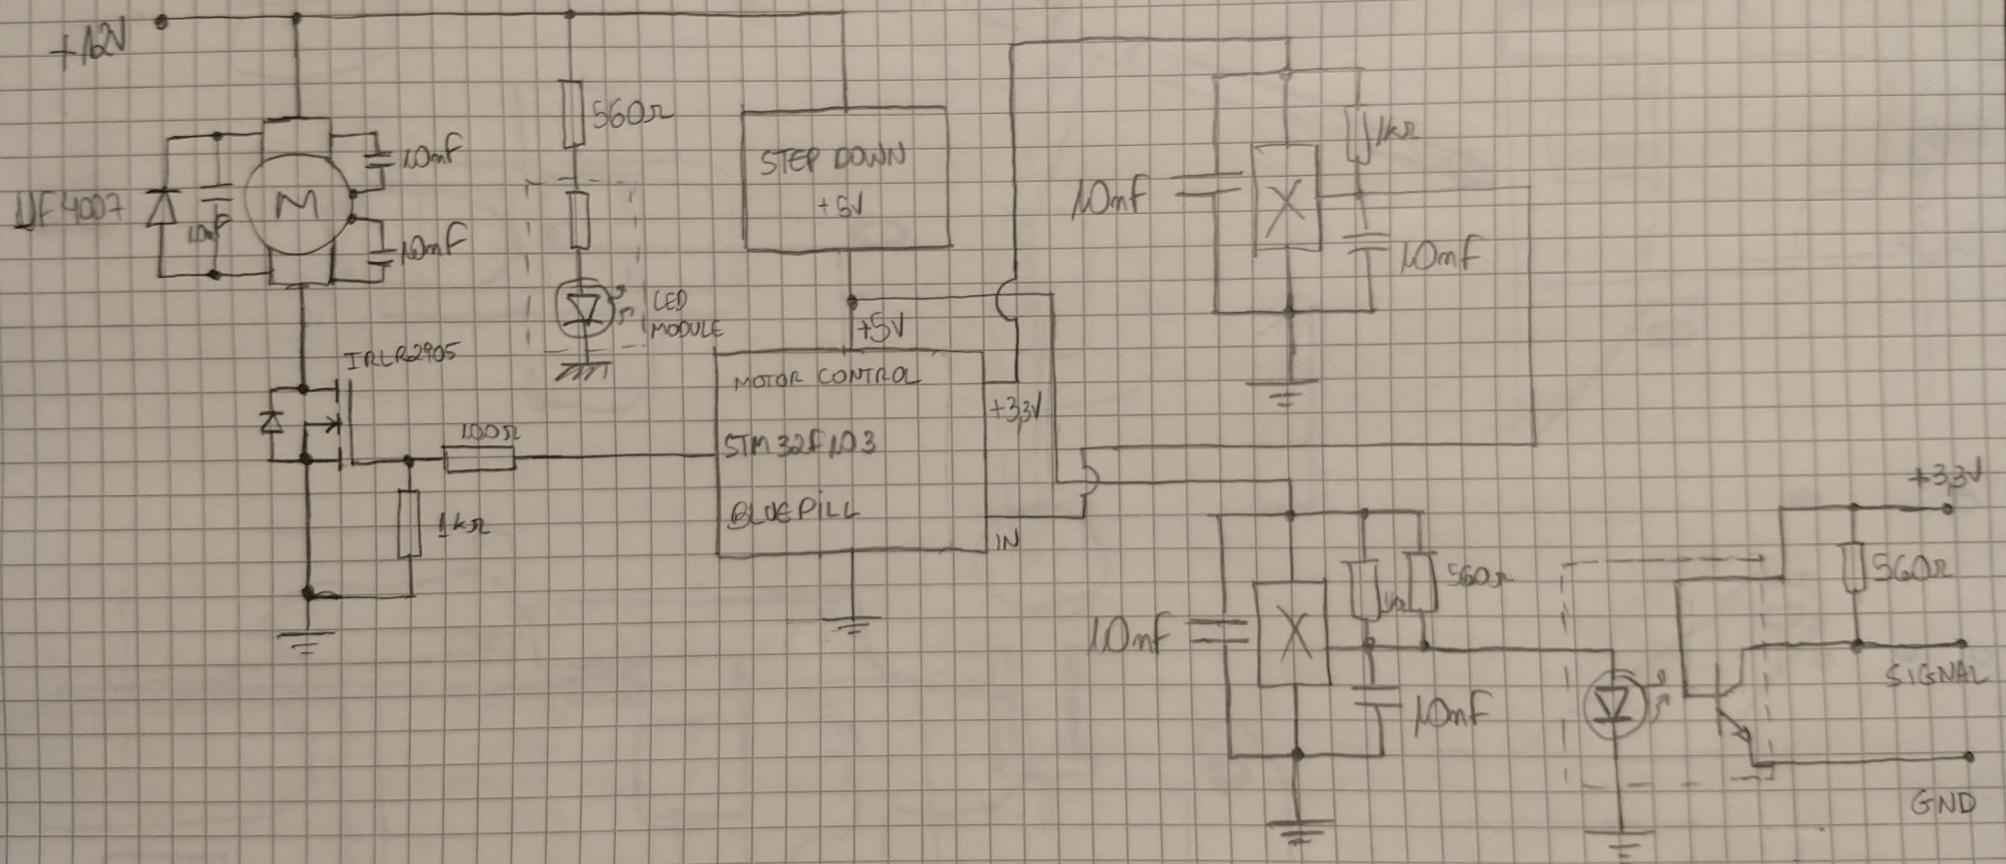 +12V
560Ω
10nF
1kΩ
STEP DOWN
+5V
10nF
UF4007
M
10nF
X
10nF
10nF
LED
MODULE
+5V
IRLR2905
MOTOR CONTROL
+3,3V
100Ω
STM32F103
+3,3V
1kΩ
BLUEPILL
IN
560Ω
560Ω
10nF
X
SIGNAL
10nF
GND